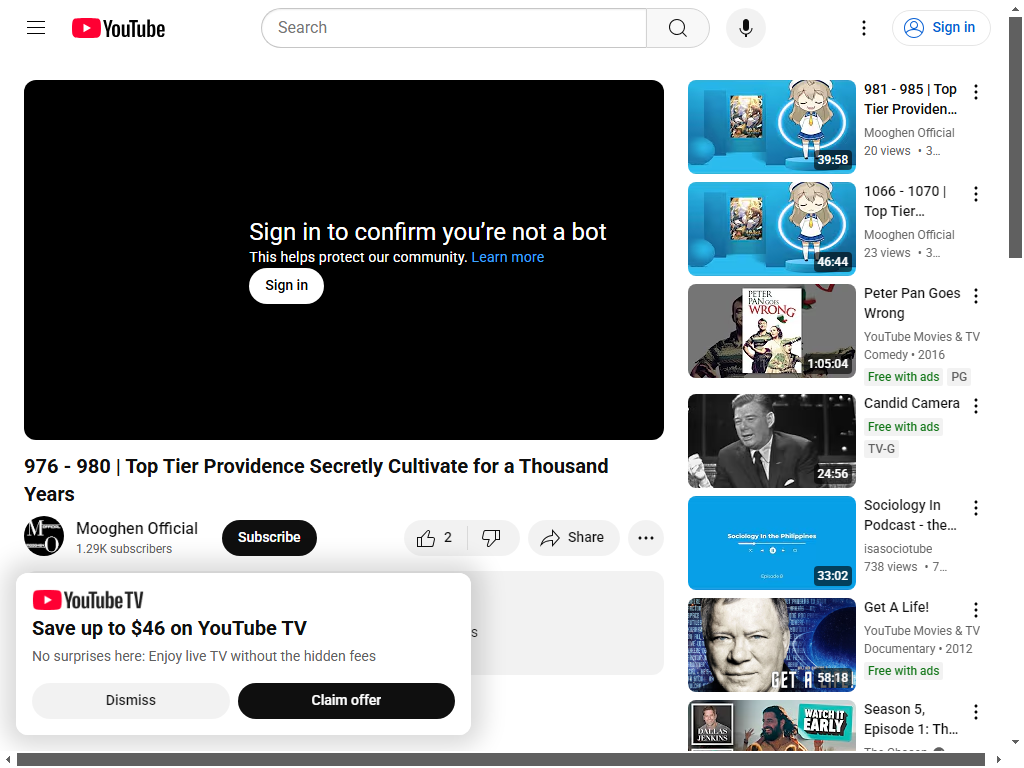 YouTube
Search
Sign in
Sign in to confirm you’re not a bot
This helps protect our community. Learn more
Sign in
976 - 980 | Top Tier Providence Secretly Cultivate for a Thousand
Years
Mooghen Official
1.29K subscribers
Subscribe
2
Share
s
YouTube TV
Save up to $46 on YouTube TV
No surprises here: Enjoy live TV without the hidden fees
Dismiss
Claim offer
39:58
981 - 985 | Top
Tier Providen...
Mooghen Official
20 views • 3...
46:44
1066 - 1070 |
Top Tier...
Mooghen Official
23 views • 3...
PETER
PAN GOES
WRONG
1:05:04
Peter Pan Goes
Wrong
YouTube Movies & TV
Comedy • 2016
Free with ads PG
24:56
Candid Camera
Free with ads
TV-G
Sociology In the Philippines
Episode 8
33:02
Sociology In
Podcast - the...
isasociotube
738 views • 7...
GET A LIFE!
58:18
Get A Life!
YouTube Movies & TV
Documentary • 2012
Free with ads
DALLAS
JENKINS
WATCH IT
EARLY
Season 5,
Episode 1: Th...
The Chosen